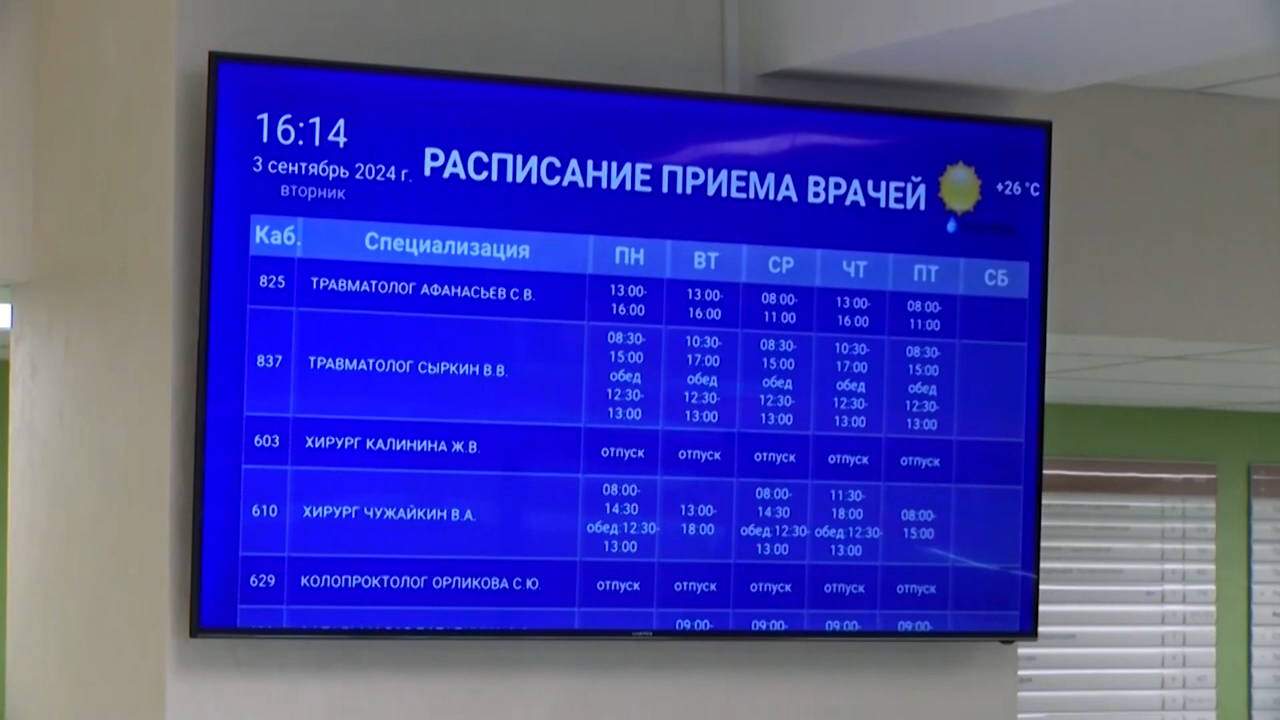 16:14
3 сентябрь 2024 г.
вторник
РАСПИСАНИЕ ПРИЕМА ВРАЧЕЙ
+26 °C
Каб. Специализация ПН ВТ СР ЧТ ПТ СБ
825 ТРАВМАТОЛОГ АФАНАСЬЕВ С.В. 13:00-16:00 13:00-16:00 08:00-11:00 13:00-16:00 08:00-11:00
837 ТРАВМАТОЛОГ СЫРКИН В.В. 08:30-15:00 обед 12:30-13:00 10:30-17:00 обед 12:30-13:00 08:30-15:00 обед 12:30-13:00 10:30-17:00 обед 12:30-13:00 08:30-15:00 обед 12:30-13:00
603 ХИРУРГ КАЛИНИНА Ж.В. отпуск отпуск отпуск отпуск отпуск
610 ХИРУРГ ЧУЖАЙКИН В.А. 08:00-14:30 обед:12:30-13:00 13:00-18:00 08:00-14:30 обед:12:30-13:00 11:30-18:00 обед:12:30-13:00 08:00-15:00
629 КОЛОПРОКТОЛОГ ОРЛИКОВА С.Ю. отпуск отпуск отпуск отпуск отпуск
09:00- 09:00- 09:00- 09:00-